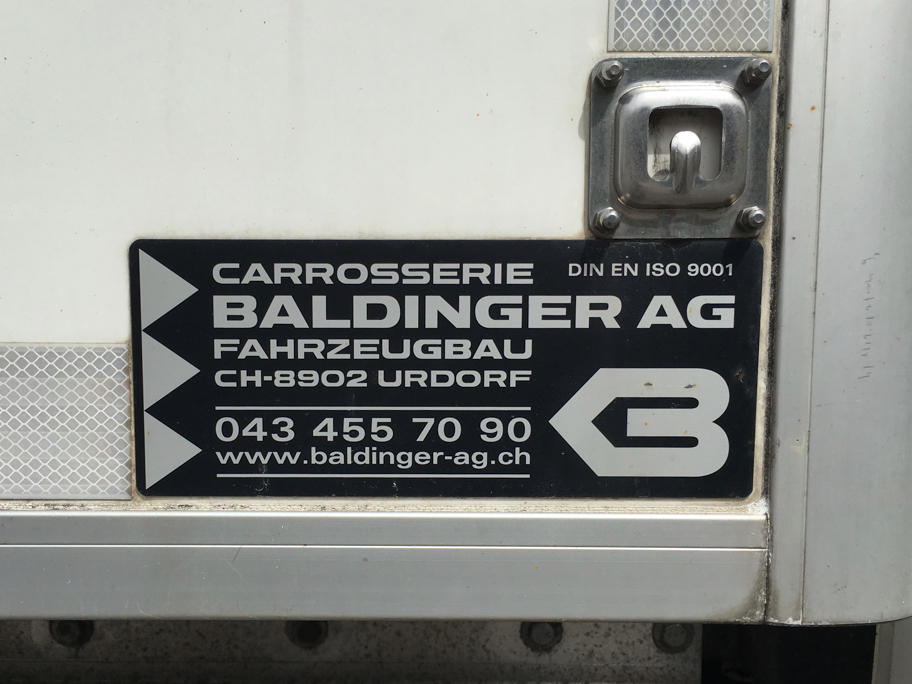 CARROSSERIE DIN EN ISO 9001
BALDINGER AG
FAHRZEUGBAU
CH-8902 URDORF
043 455 70 90
www.baldinger-ag.ch
B